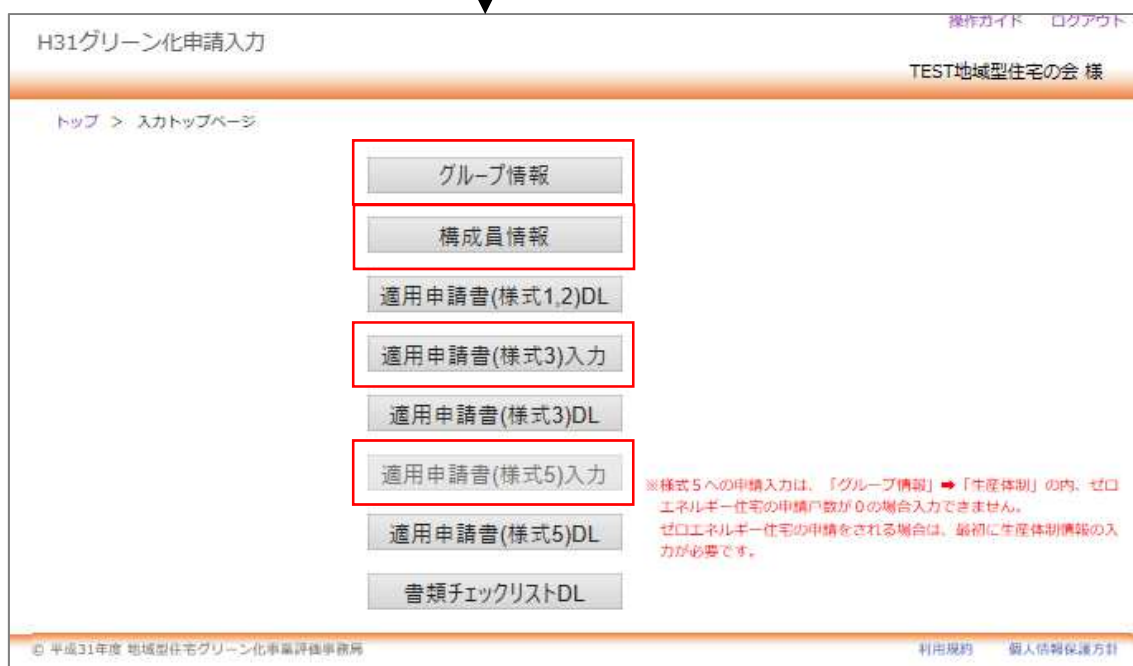 操作ガイド ログアウト
H31グリーン化申請入力
TEST地域型住宅の会 様
トップ > 入力トップページ
グループ情報
構成員情報
適用申請書(様式1,2)DL
適用申請書(様式3)入力
適用申請書(様式3)DL
適用申請書(様式5)入力
※様式5への申請入力は、「グループ情報」➡「生産体制」の内、ゼロ
エネルギー住宅の申請戸数が0の場合入力できません。
ゼロエネルギー住宅の申請をされる場合は、最初に生産体制情報の入
力が必要です。
適用申請書(様式5)DL
書類チェックリストDL
© 平成31年度 地域型住宅グリーン化事業評価事務局
利用規約 個人情報保護方針